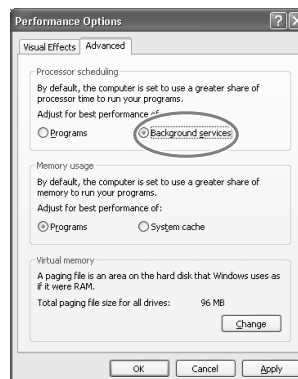 Performance Options
Visual Effects Advanced
Processor scheduling
By default, the computer is set to use a greater share of
processor time to run your programs.
Adjust for best performance of:
Programs Background services
Memory usage
By default, the computer is set to use a greater share of
memory to run your programs.
Adjust for best performance of:
Programs System cache
Virtual memory
A paging file is an area on the hard disk that Windows uses as
if it were RAM.
Total paging file size for all drives: 96 MB
Change
OK Cancel Apply